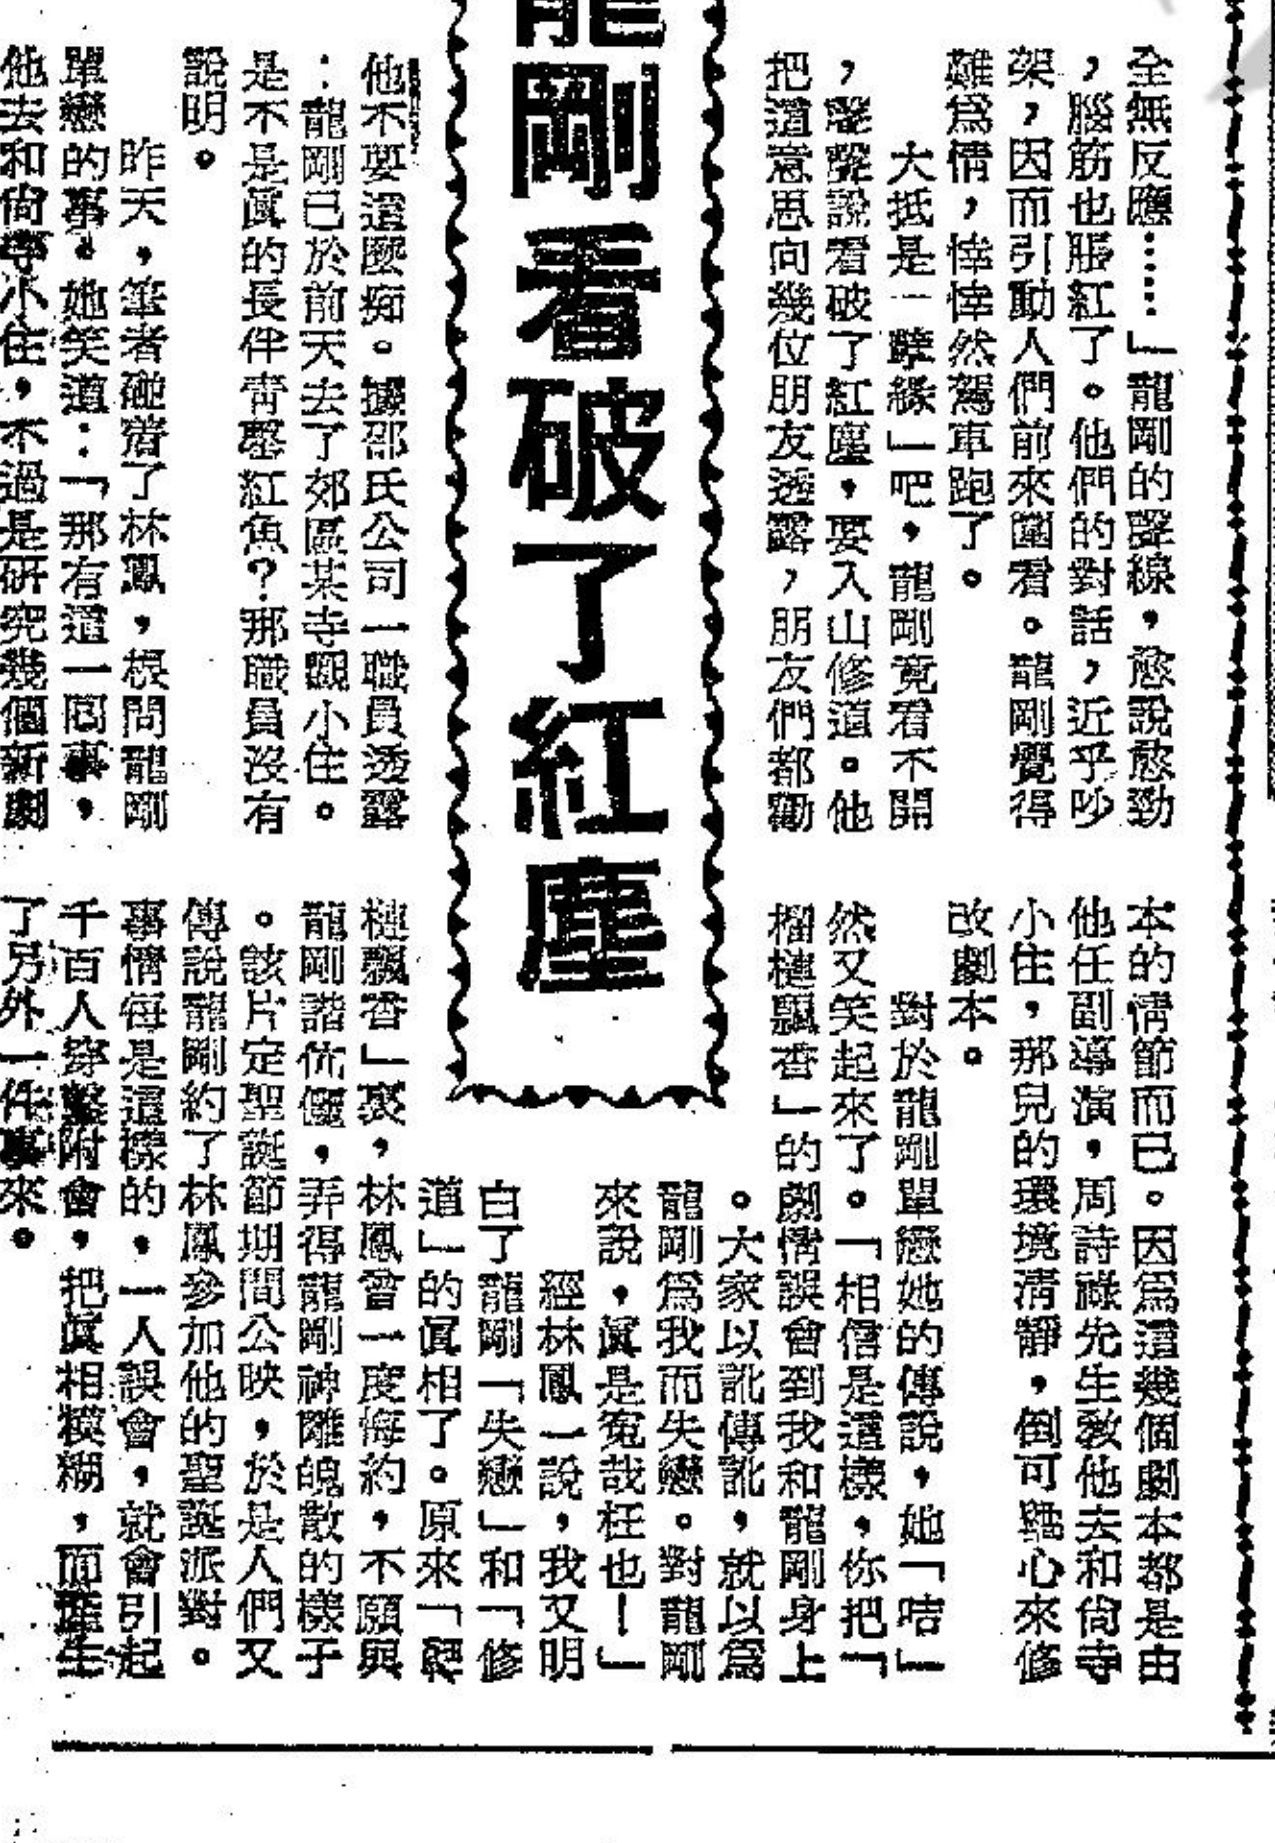 龍剛看破了紅塵
全無反應……」龍剛的聲線，愈說愈勁
，腦筋也脹紅了。他們的對話，近乎吵
架，因而引動人們前來圍看。龍剛覺得
難爲情，悻悻然駕車跑了。
大抵是「孽緣」吧，龍剛竟看不開
，聲聲說看破了紅塵，要入山修道。他
把這意思向幾位朋友透露，朋友們都勸
他不要這麼痴。據邵氏公司一職員透露
：龍剛已於前天去了郊區某寺觀小住。
是不是眞的長伴靑磬紅魚？那職員沒有
說明。
昨天，筆者碰着了林鳳，根問龍剛
單戀的事。她笑道：「那有這一囘事，
他去和尙寺小住，不過是硏究幾個新劇
本的情節而已。因爲這幾個劇本都是由
他任副導演，周詩祿先生敎他去和尙寺
小住，那兒的環境清靜，倒可專心來修
改劇本。
對於龍剛單戀她的傳說，她「咭」
然又笑起來了。「相信是這樣，你把「
榴槤飄香」的劇情誤會到我和龍剛身上
。大家以訛傳訛，就以爲
龍剛爲我而失戀。對龍剛
來說，眞是寃哉枉也！」
經林鳳一說，我又明
白了龍剛「失戀」和「修
道」的眞相了。原來「榴
槤飄香」裏，林鳳會一度悔約，不願與
龍剛諧伉儷，弄得龍剛神離魄散的樣子
。該片定聖誕節期間公映，於是人們又
傳說龍剛約了林鳳參加他的聖誕派對。
事情每是這樣的，一人誤會，就會引起
千百人穿鑿附會，把眞相模糊，而產生
了另外一件事來。